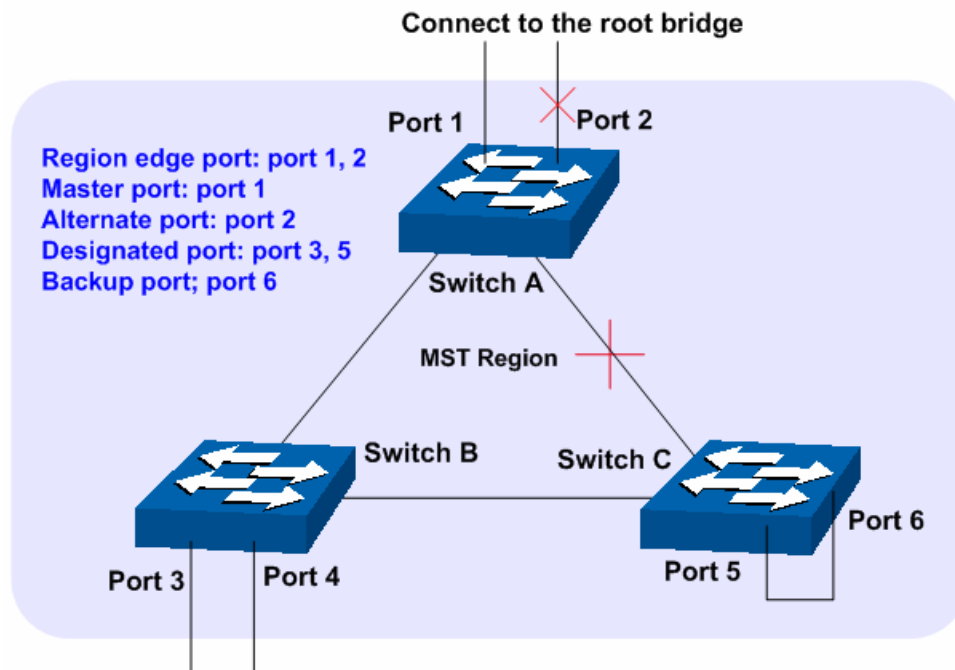 Connect to the root bridge
Port 1
Port 2
Region edge port: port 1, 2
Master port: port 1
Alternate port: port 2
Designated port: port 3, 5
Backup port; port 6
Switch A
MST Region
Switch B
Switch C
Port 6
Port 3
Port 4
Port 5